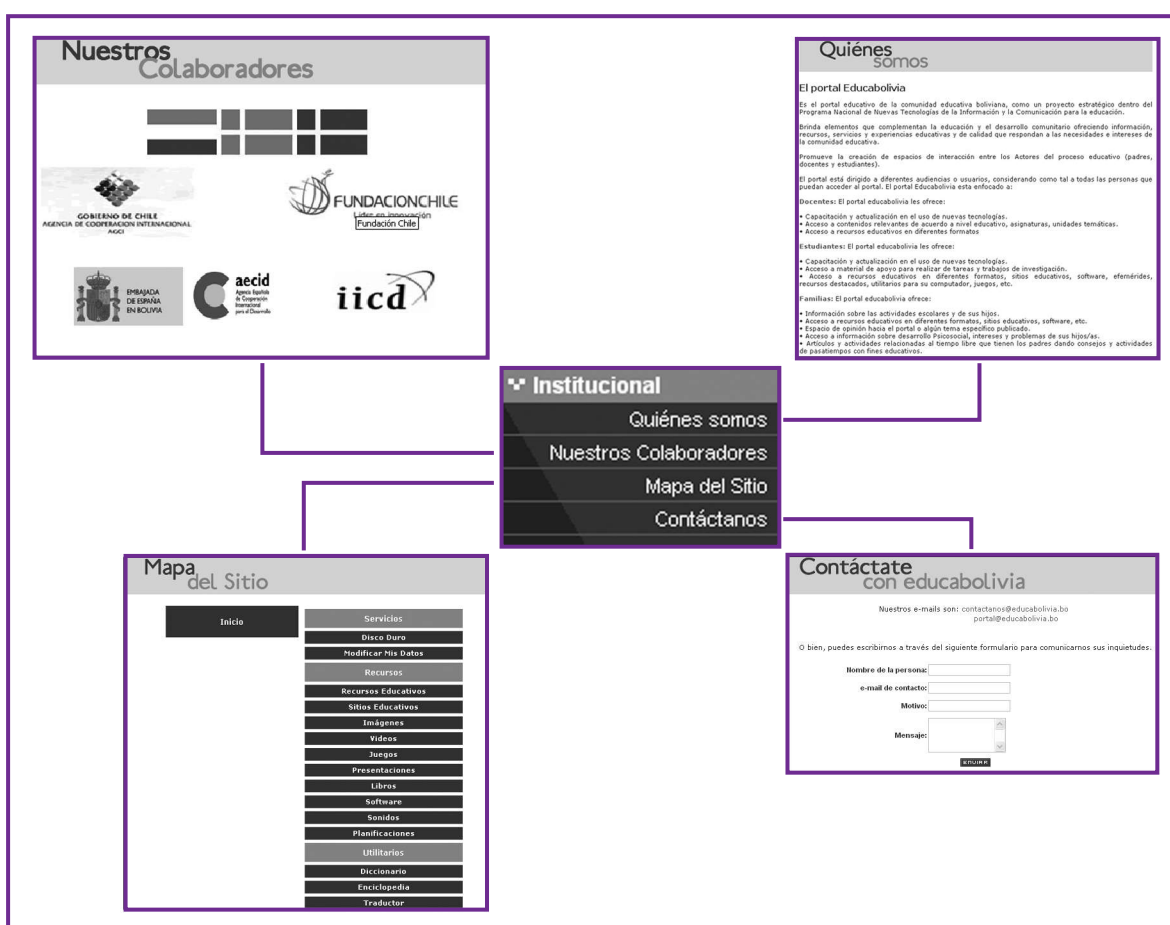 Nuestros
Colaboradores
GOBIERNO DE CHILE
AGENCIA DE COOPERACION INTERNACIONAL
AGCI
FUNDACIONCHILE
Líder en innovación
Fundación Chile
EMBAJADA
DE ESPAÑA
EN BOLIVIA
aecid
Agencia Española
de Cooperación
Internacional
para el Desarrollo
iicd
Quiénes
somos
El portal Educabolivia
Es el portal educativo de la comunidad educativa boliviana, como un proyecto estratégico dentro del
Programa Nacional de Nuevas Tecnologías de la Información y la Comunicación para la educación.
Brinda elementos que complementan la educación y el desarrollo comunitario ofreciendo información,
recursos, servicios y experiencias educativas y de calidad que respondan a las necesidades e intereses de
la comunidad educativa.
Promueve la creación de espacios de interacción entre los Actores del proceso educativo (padres,
docentes y estudiantes).
El portal está dirigido a diferentes audiencias o usuarios, considerando como tal a todas las personas que
puedan acceder al portal. El portal Educabolivia esta enfocado a:
Docentes: El portal educabolivia les ofrece:
• Capacitación y actualización en el uso de nuevas tecnologías.
• Acceso a contenidos relevantes de acuerdo a nivel educativo, asignaturas, unidades temáticas.
• Acceso a recursos educativos en diferentes formatos
Estudiantes: El portal educabolivia les ofrece:
• Capacitación y actualización en el uso de nuevas tecnologías.
• Acceso a material de apoyo para realizar de tareas y trabajos de investigación.
• Acceso a recursos educativos en diferentes formatos, sitios educativos, software, efemérides,
recursos destacados, utilitarios para su computador, juegos, etc.
Familias: El portal educabolivia ofrece:
• Información sobre las actividades escolares y de sus hijos.
• Acceso a recursos educativos en diferentes formatos, sitios educativos, software, etc.
• Espacio de opinión hacia el portal o algún tema específico publicado.
• Acceso a información sobre desarrollo Psicosocial, intereses y problemas de sus hijos/as.
• Artículos y actividades relacionadas al tiempo libre que tienen los padres dando consejos y actividades
de pasatiempos con fines educativos.
Institucional
Quiénes somos
Nuestros Colaboradores
Mapa del Sitio
Contáctanos
Mapa
del Sitio
Inicio
Servicios
Disco Duro
Modificar Mis Datos
Recursos
Recursos Educativos
Sitios Educativos
Imágenes
Videos
Juegos
Presentaciones
Libros
Software
Sonidos
Planificaciones
Utilitarios
Diccionario
Enciclopedia
Traductor
Contáctate
con educabolivia
Nuestros e-mails son: contactanos@educabolivia.bo
portal@educabolivia.bo
O bien, puedes escribirnos a través del siguiente formulario para comunicarnos sus inquietudes.
Nombre de la persona:
e-mail de contacto:
Motivo:
Mensaje:
ENVIAR